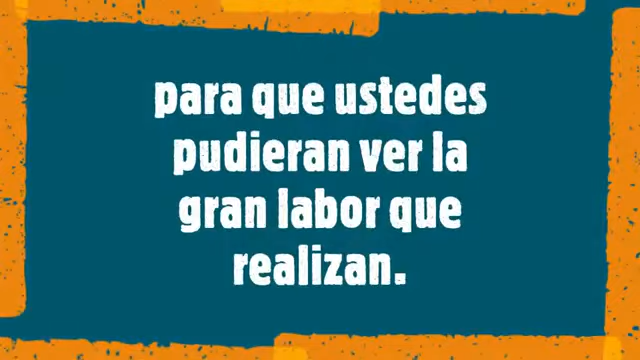 para que ustedes
pudieran ver la
gran labor que
realizan.